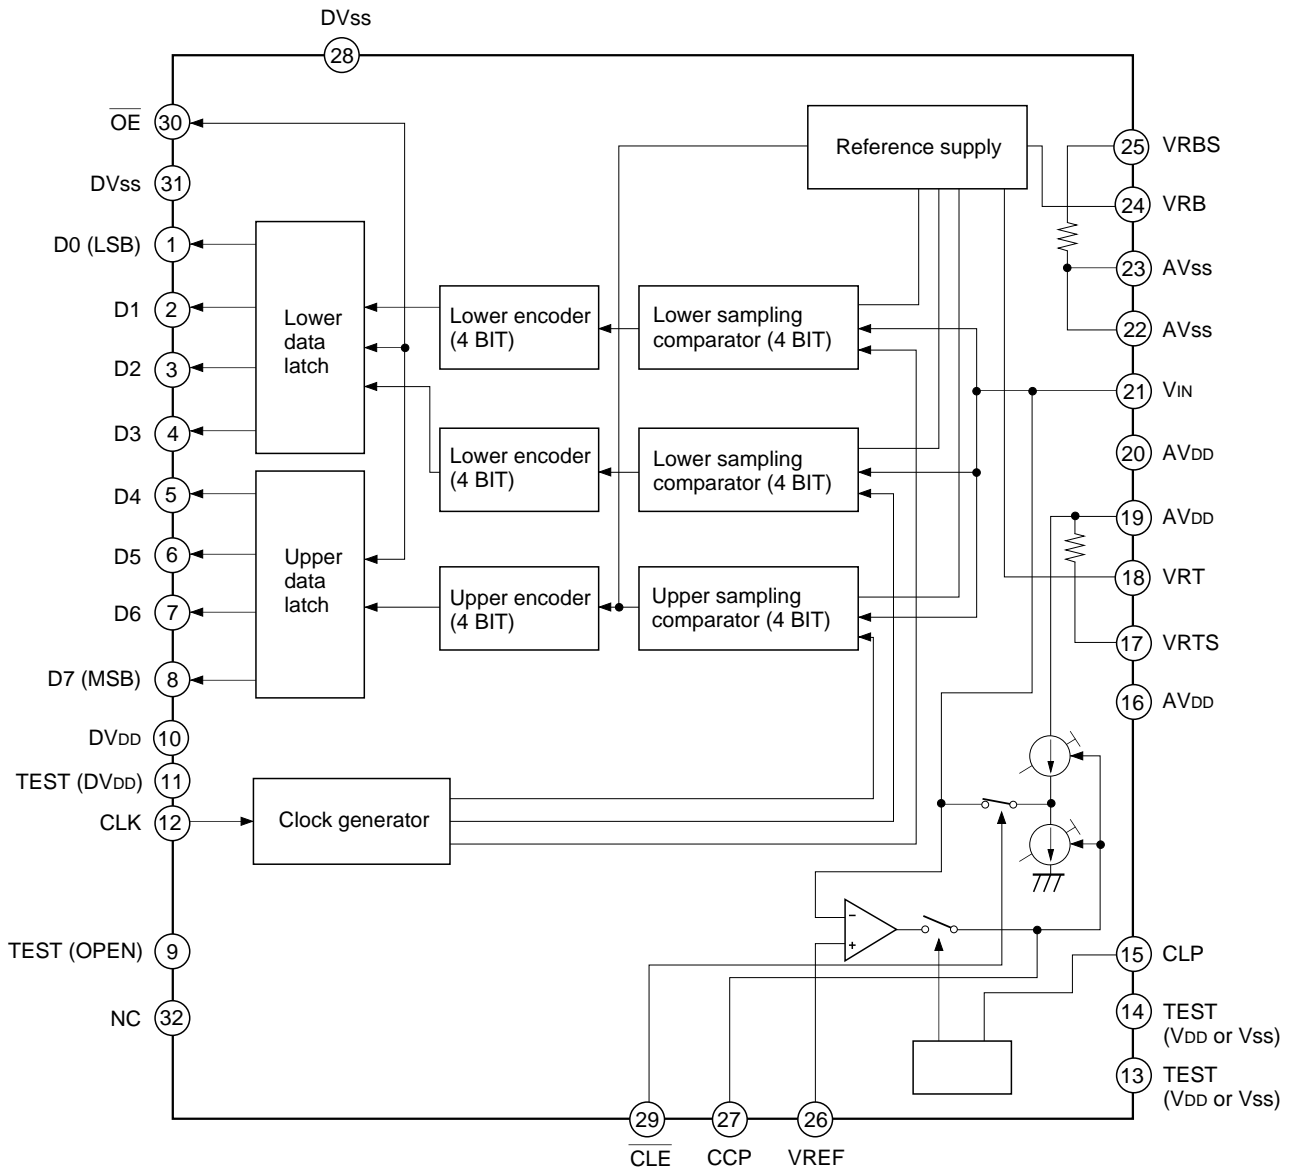 DVss
28
OE 30
DVss 31
D0 (LSB) 1
D1 2
D2 3
D3 4
D4 5
D5 6
D6 7
D7 (MSB) 8
DVDD 10
TEST (DVDD) 11
CLK 12
TEST (OPEN) 9
NC 32
Lower
data
latch
Upper
data
latch
Lower encoder
(4 BIT)
Lower encoder
(4 BIT)
Upper encoder
(4 BIT)
Lower sampling
comparator (4 BIT)
Lower sampling
comparator (4 BIT)
Upper sampling
comparator (4 BIT)
Reference supply
Clock generator
−
+
25 VRBS
24 VRB
23 AVss
22 AVss
21 VIN
20 AVDD
19 AVDD
18 VRT
17 VRTS
16 AVDD
15 CLP
14 TEST
(VDD or Vss)
13 TEST
(VDD or Vss)
29 27 26
CLE CCP VREF